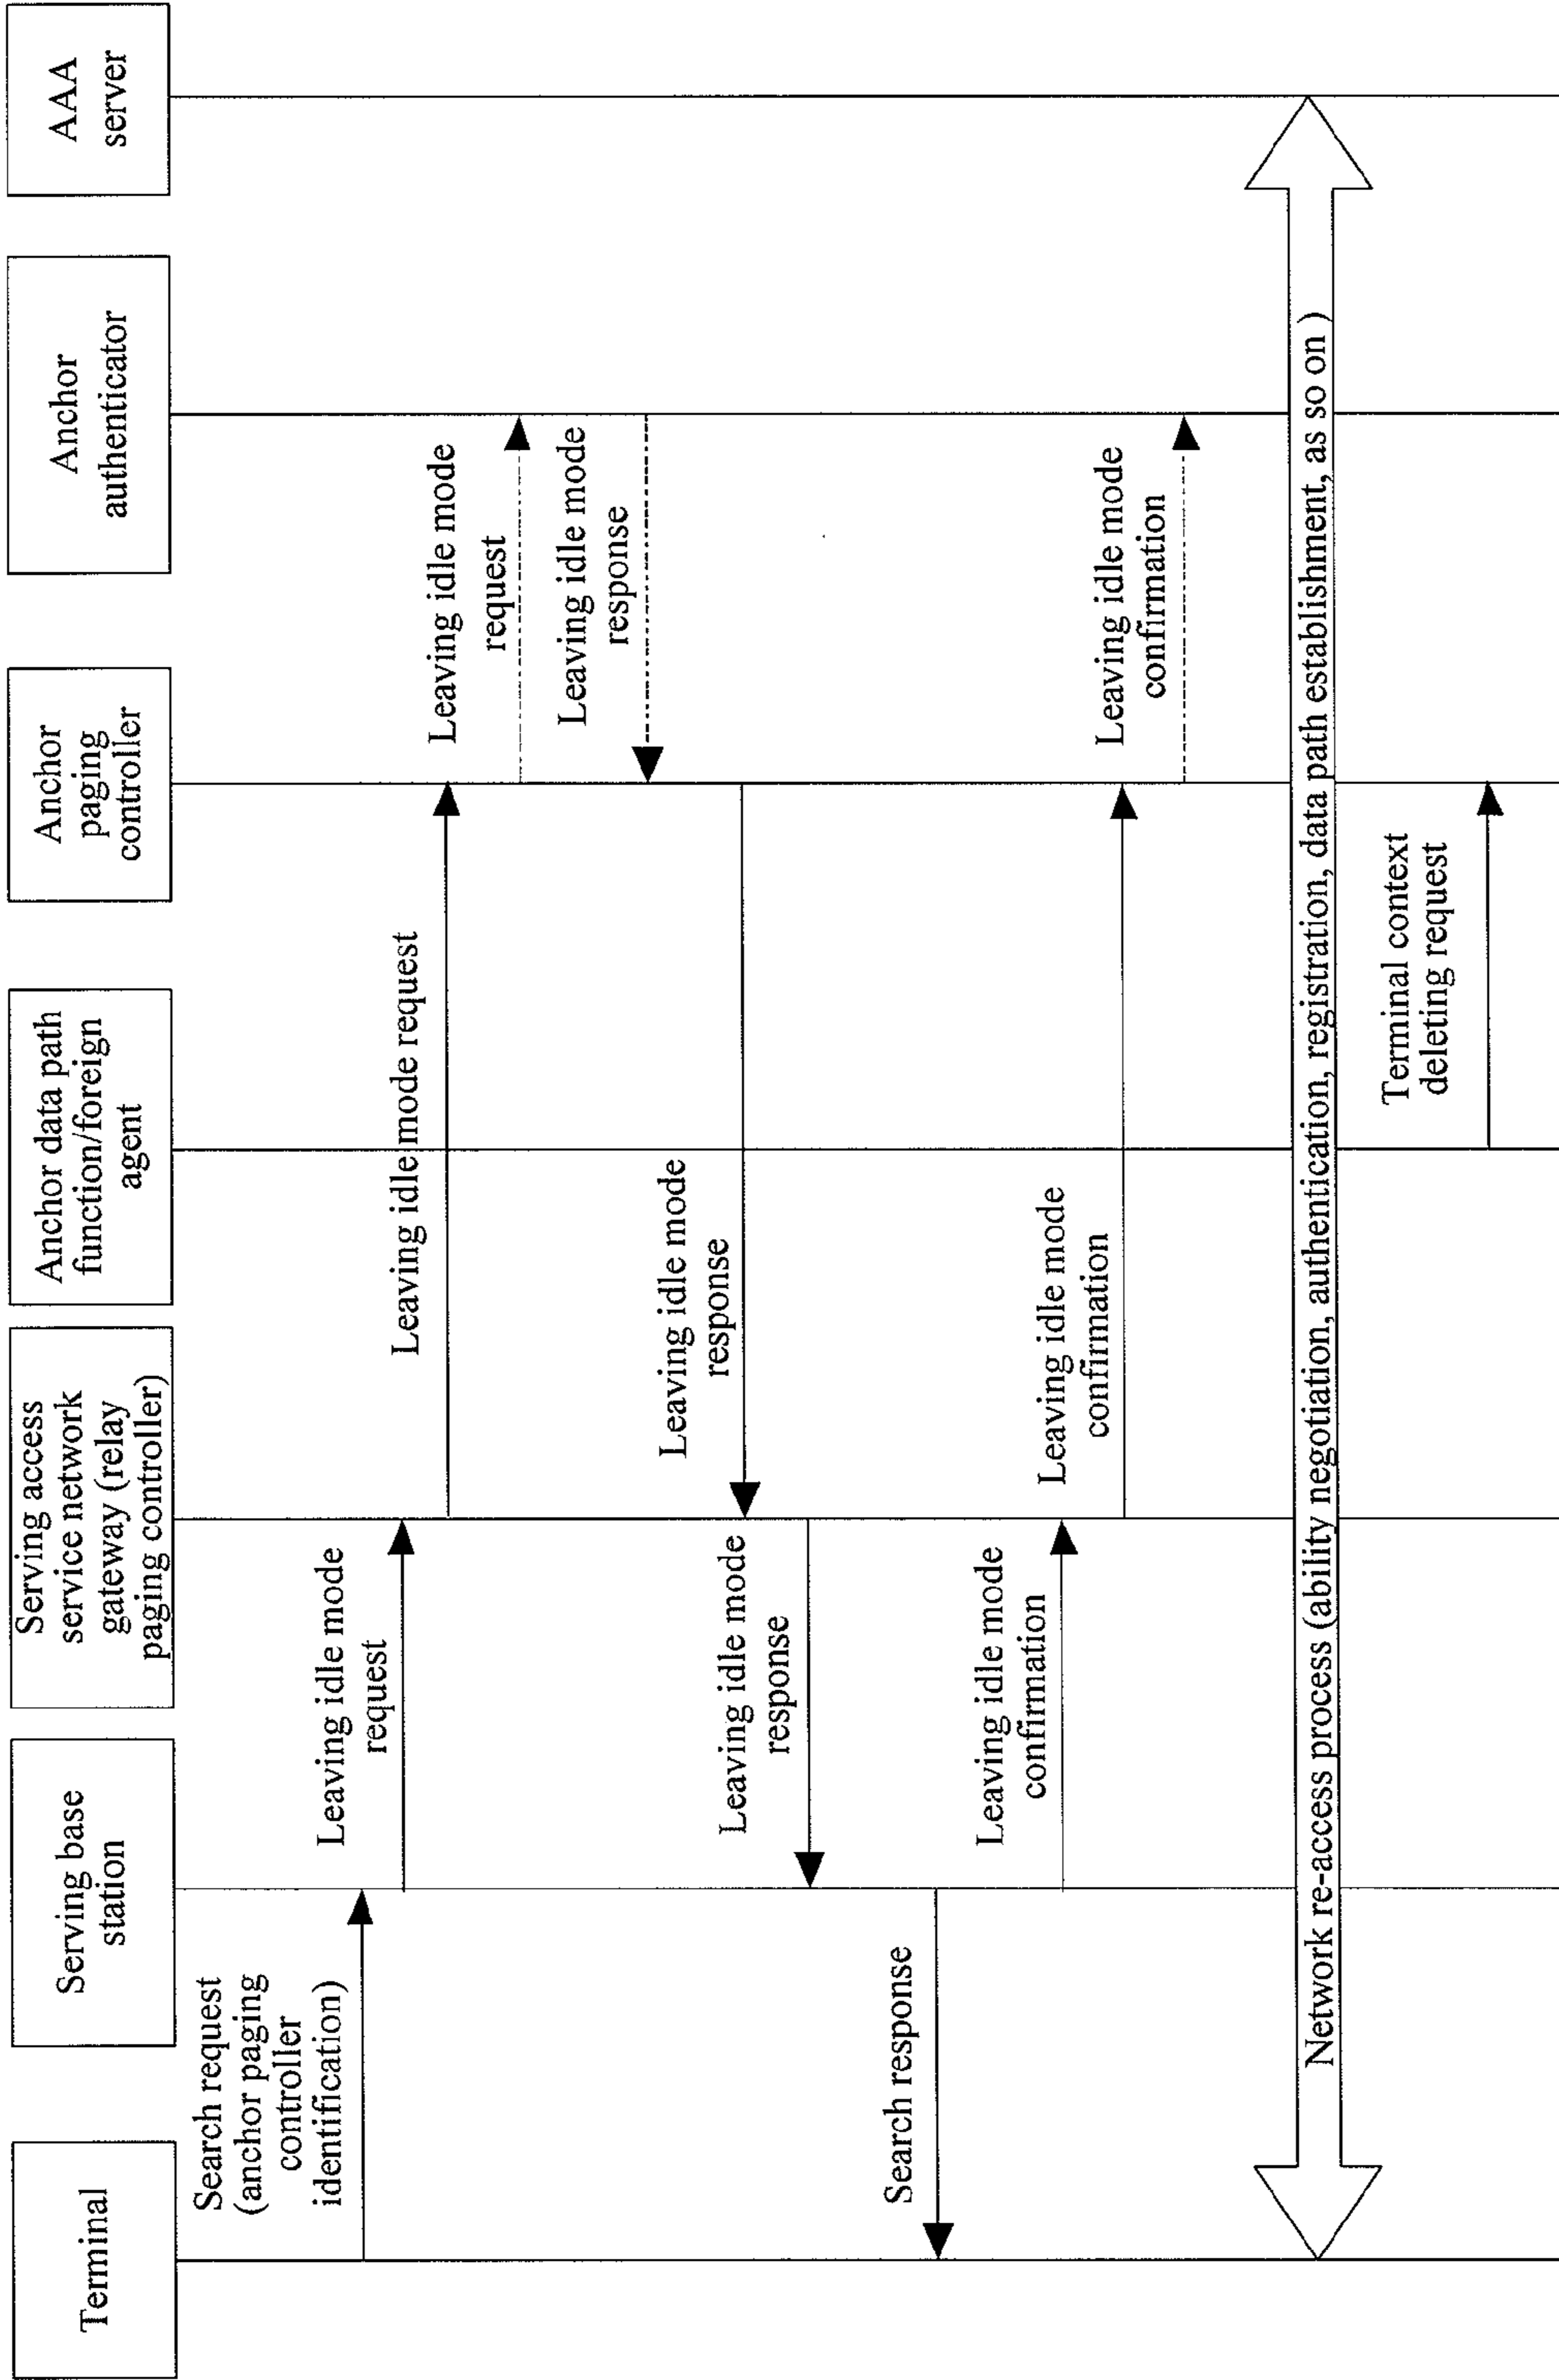 Terminal
Serving base
station
Serving access
service network
gateway (relay
paging controller)
Anchor data path
function/foreign
agent
Anchor
paging
controller
Anchor
authenticator
AAA
server
Search request
(anchor paging
controller
identification)
Leaving idle mode
request
Leaving idle mode request
Leaving idle mode
request
Leaving idle mode
response
Leaving idle mode
response
Leaving idle mode
response
Search response
Leaving idle mode
confirmation
Leaving idle mode
confirmation
Leaving idle mode
confirmation
Network re-access process (ability negotiation, authentication, registration, data path establishment, as so on )
Terminal context
deleting request